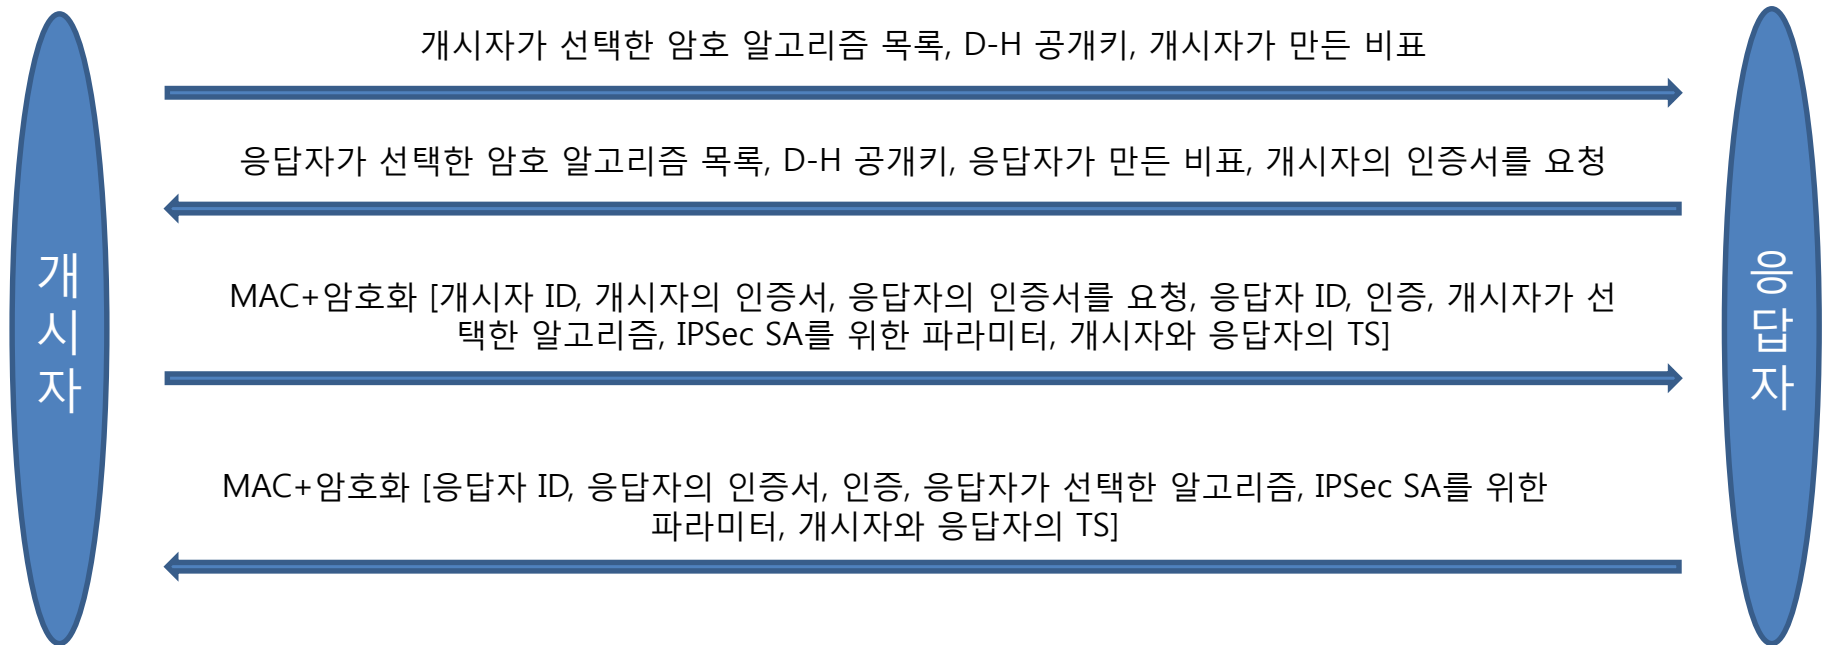 개시자가 선택한 암호 알고리즘 목록, D-H 공개키, 개시자가 만든 비표
응답자가 선택한 암호 알고리즘 목록, D-H 공개키, 응답자가 만든 비표, 개시자의 인증서를 요청
개
시
자
MAC+암호화 [개시자 ID, 개시자의 인증서, 응답자의 인증서를 요청, 응답자 ID, 인증, 개시자가 선
택한 알고리즘, IPSec SA를 위한 파라미터, 개시자와 응답자의 TS]
응
답
자
MAC+암호화 [응답자 ID, 응답자의 인증서, 인증, 응답자가 선택한 알고리즘, IPSec SA를 위한
파라미터, 개시자와 응답자의 TS]